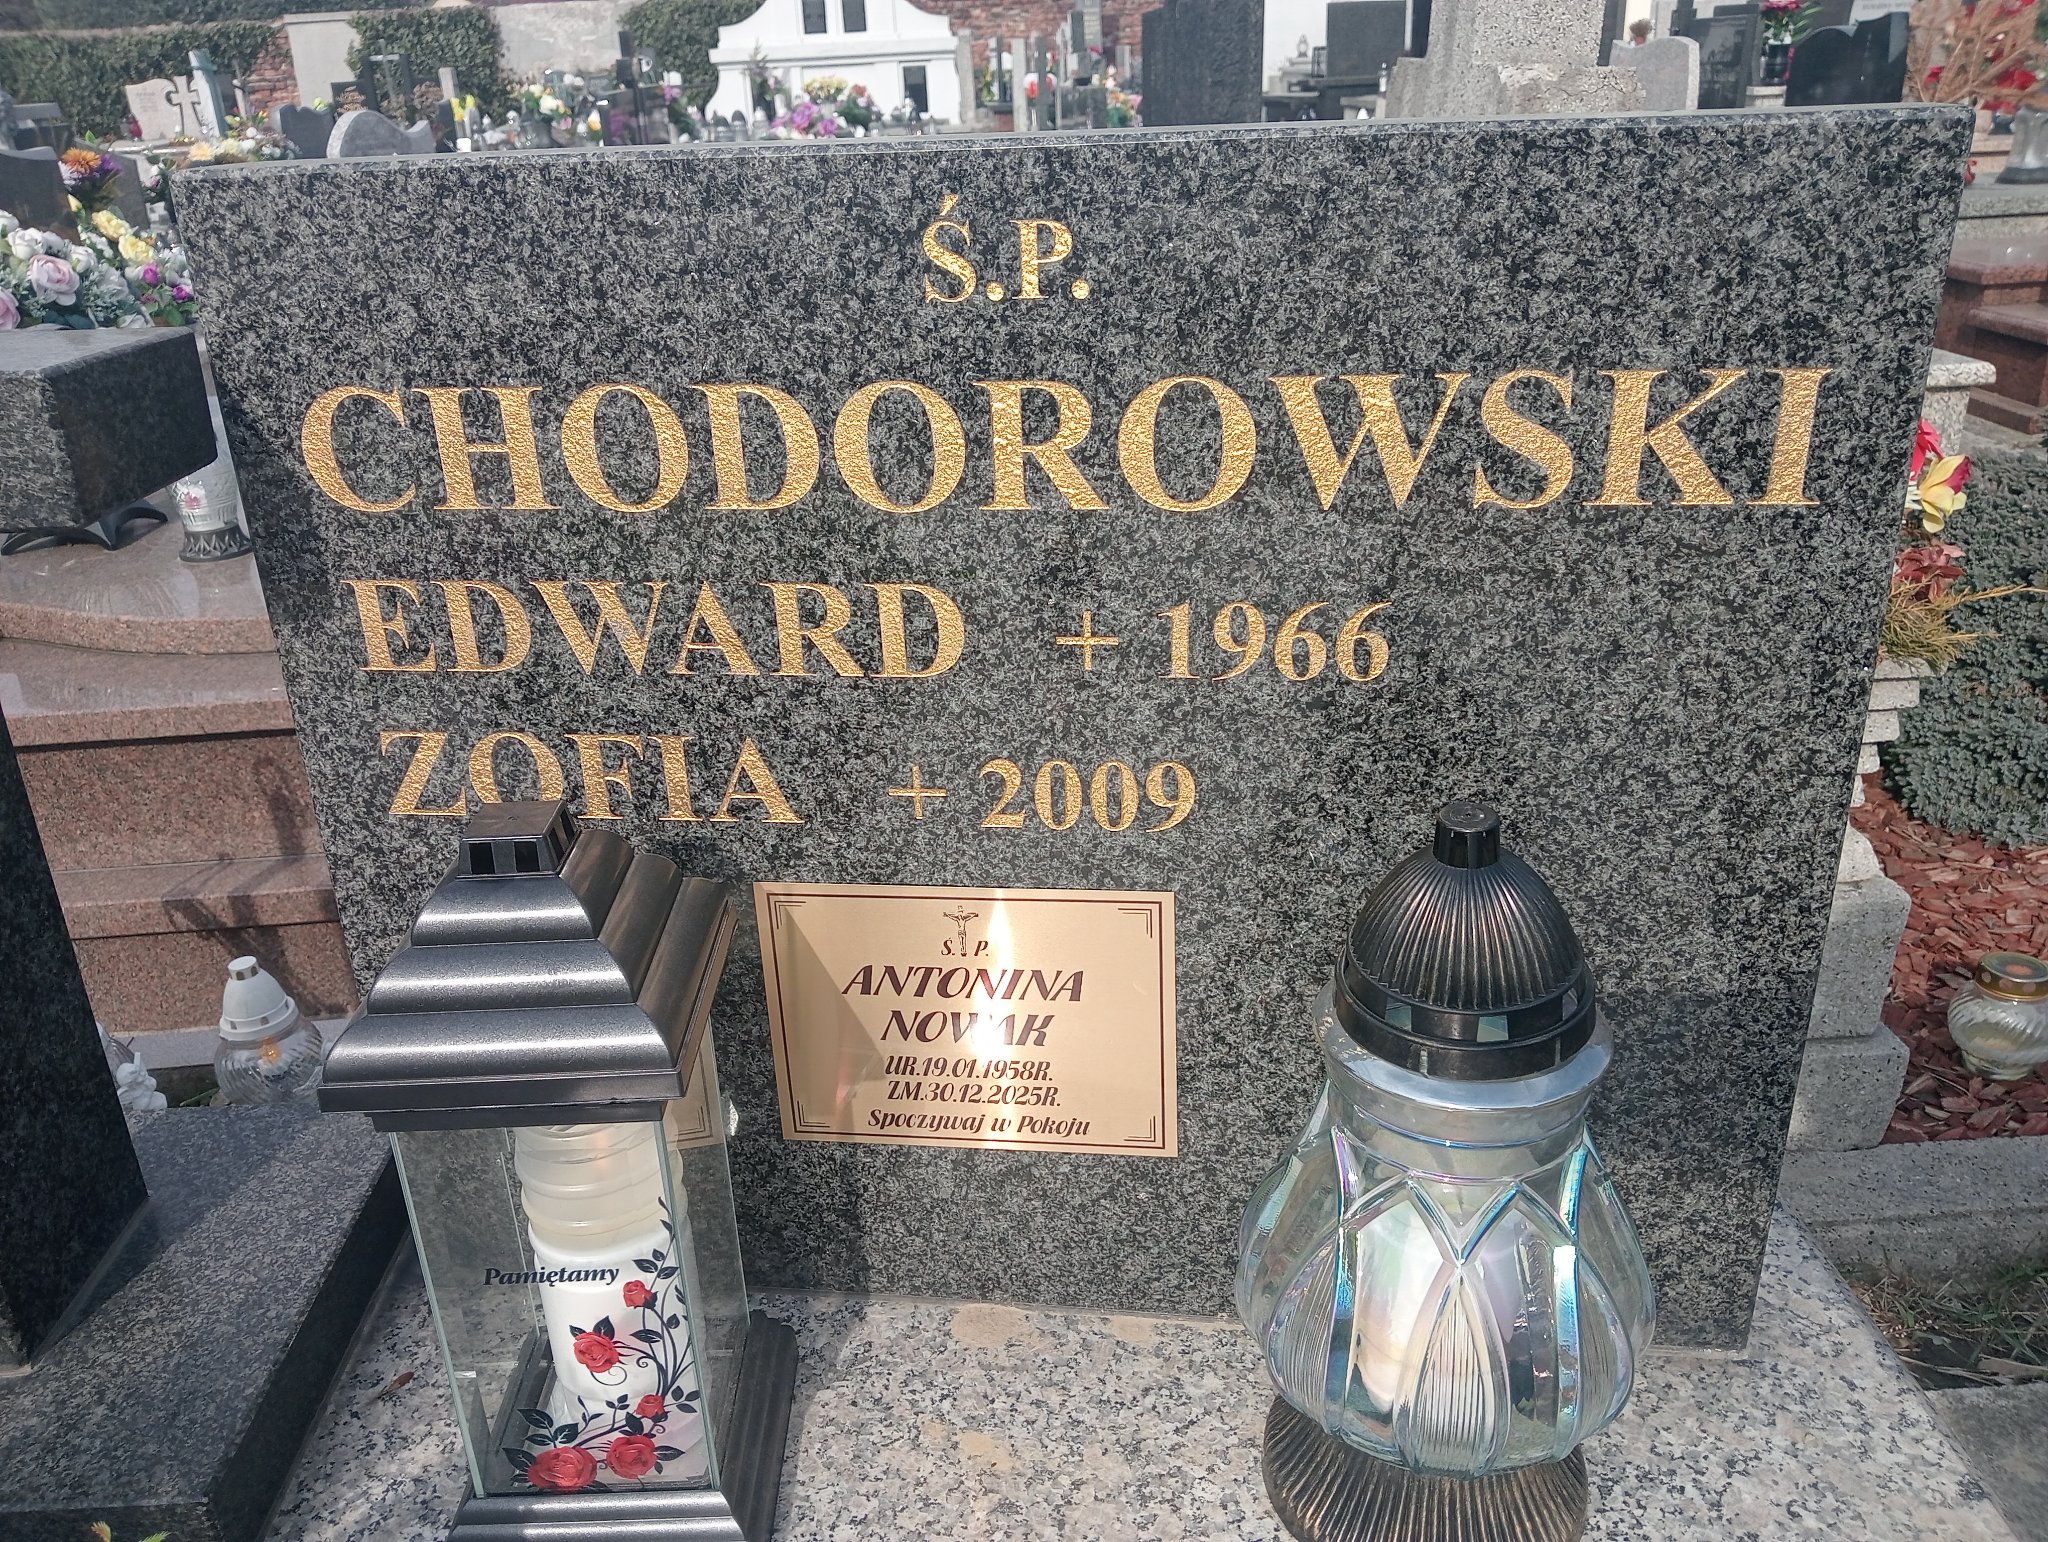 Ś.P.
CHODOROWSKI
EDWARD + 1966
ZOFIA + 2009
Ś. P.
ANTONINA
NOWAK
UR.19.01.1958R.
ZM.30.12.2025R.
Spoczywaj w Pokoju
Pamiętamy